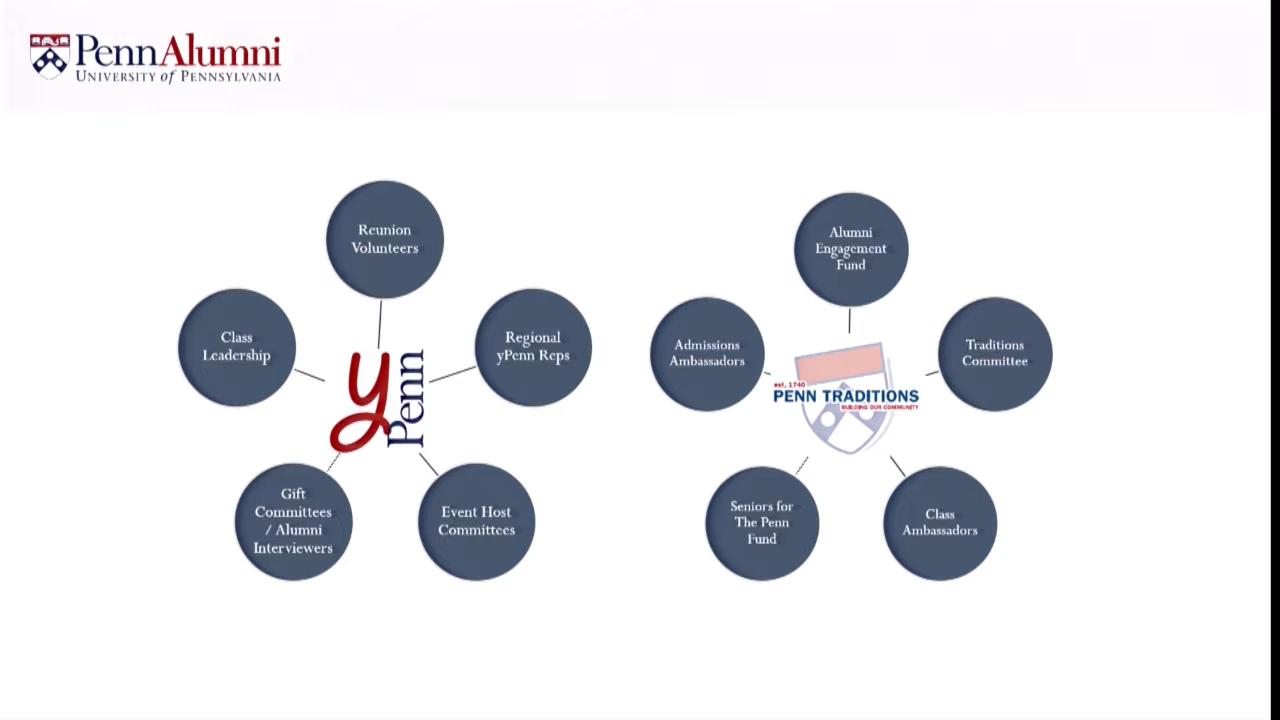 Penn Alumni
UNIVERSITY of PENNSYLVANIA
Reunion
Volunteers
Class
Leadership
Regional
yPenn Reps
yPenn
Gift
Committees
/ Alumni
Interviewers
Event Host
Committees
Alumni
Engagement
Fund
Admissions
Ambassadors
Traditions
Committee
est. 1740
PENN TRADITIONS
BUILDING OUR COMMUNITY
Seniors for
The Penn
Fund
Class
Ambassadors